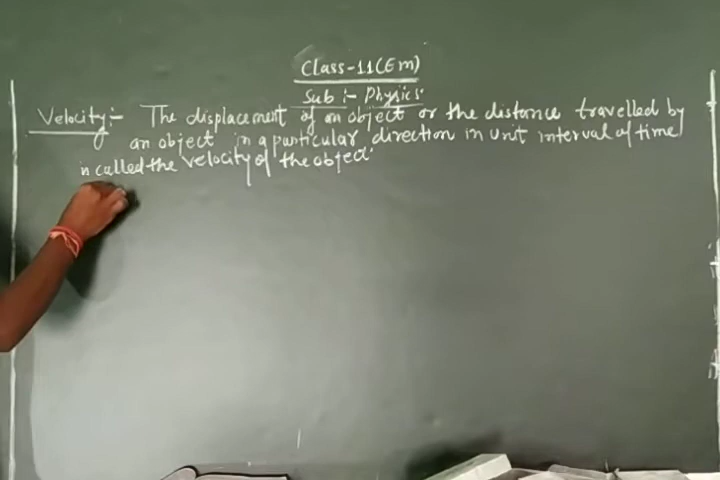 Class-11(Em)
Sub :- Physics.
Velocity:- The displacement of an object or the distance travelled by
an object in a particular direction in unit interval of time
is called the velocity of the object.